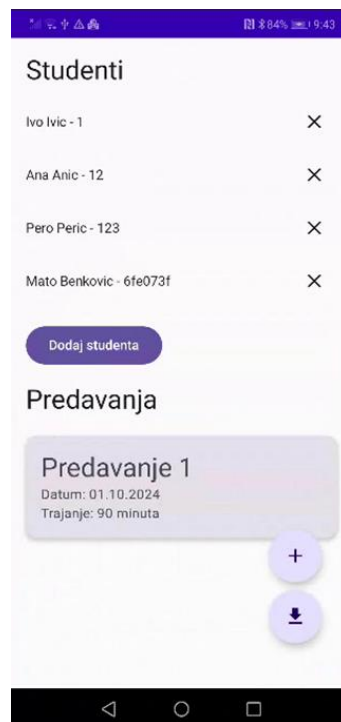 84% 9:43
Studenti
Ivo Ivic - 1
Ana Anic - 12
Pero Peric - 123
Mato Benkovic - 6fe073f
Dodaj studenta
Predavanja
Predavanje 1
Datum: 01.10.2024
Trajanje: 90 minuta